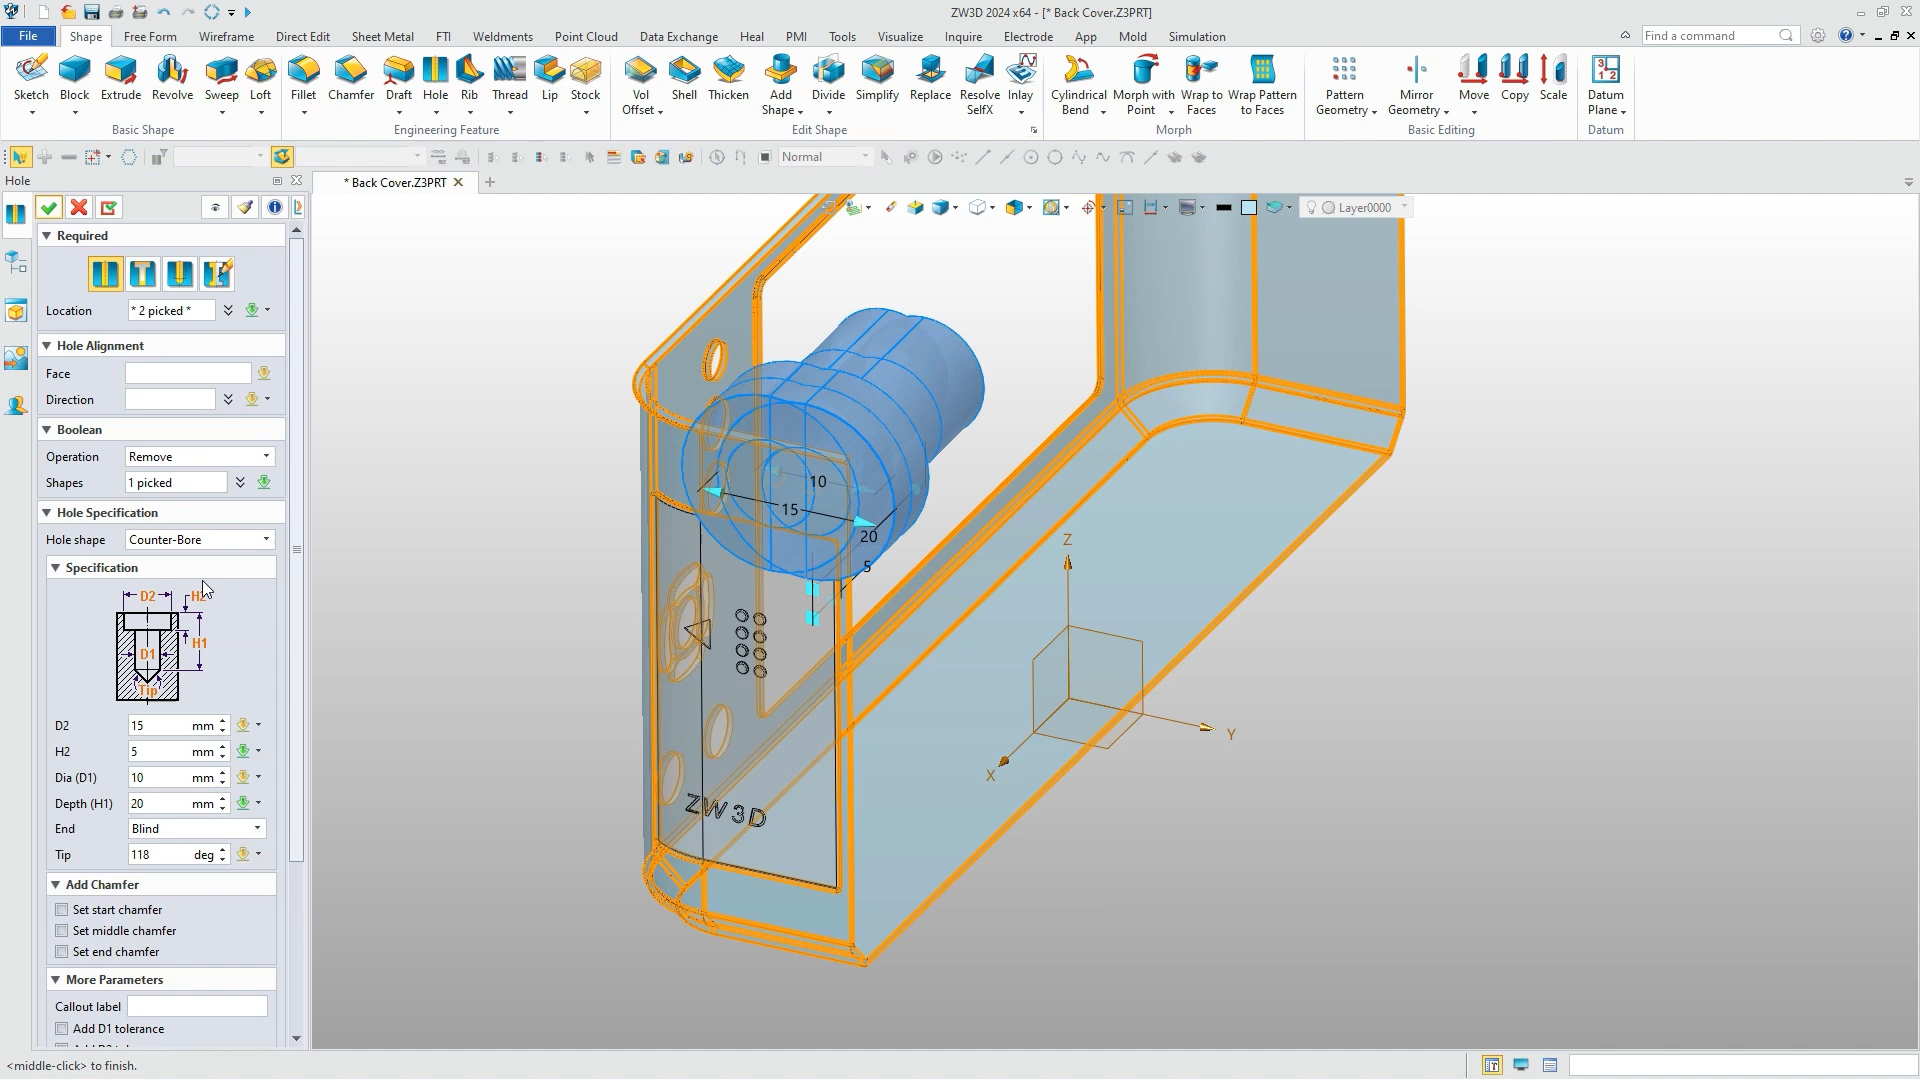 ZW3D 2024 x64 - [* Back Cover.Z3PRT]
File Shape Free Form Wireframe Direct Edit Sheet Metal FTI Weldments Point Cloud Data Exchange Heal PMI Tools Visualize Inquire Electrode App Mold Simulation Find a command
Sketch Block Extrude Revolve Sweep Loft Fillet Chamfer Draft Hole Rib Thread Lip Stock Vol Offset Shell Thicken Add Shape Divide Simplify Replace Resolve SelfX Inlay Cylindrical Bend Morph with Point Wrap to Faces Wrap Pattern to Faces Pattern Geometry Mirror Geometry Move Copy Scale Datum Plane
Basic Shape Engineering Feature Edit Shape Morph Basic Editing Datum
Normal
Hole
* Back Cover.Z3PRT
Layer0000
Required
Location * 2 picked *
Hole Alignment
Face
Direction
Boolean
Operation Remove
Shapes 1 picked
Hole Specification
Hole shape Counter-Bore
Specification
D2 H2
H1
D1
Tip
D2 15 mm
H2 5 mm
Dia (D1) 10 mm
Depth (H1) 20 mm
End Blind
Tip 118 deg
Add Chamfer
Set start chamfer
Set middle chamfer
Set end chamfer
More Parameters
Callout label
Add D1 tolerance
10
15
20
5
Z
Y
X
ZW3D
<middle-click> to finish.